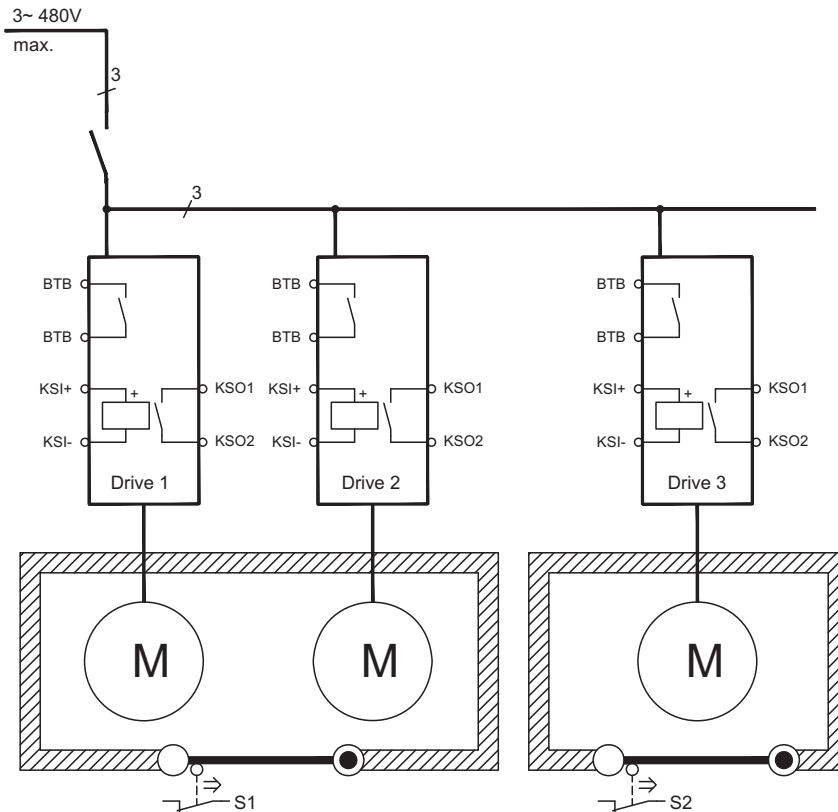 3~ 480V
max.
3
3
BTB
BTB
KSI+
+
KSO1
KSI-
KSO2
Drive 1
BTB
BTB
KSI+
+
KSO1
KSI-
KSO2
Drive 2
BTB
BTB
KSI+
+
KSO1
KSI-
KSO2
Drive 3
M
M
M
S1
S2